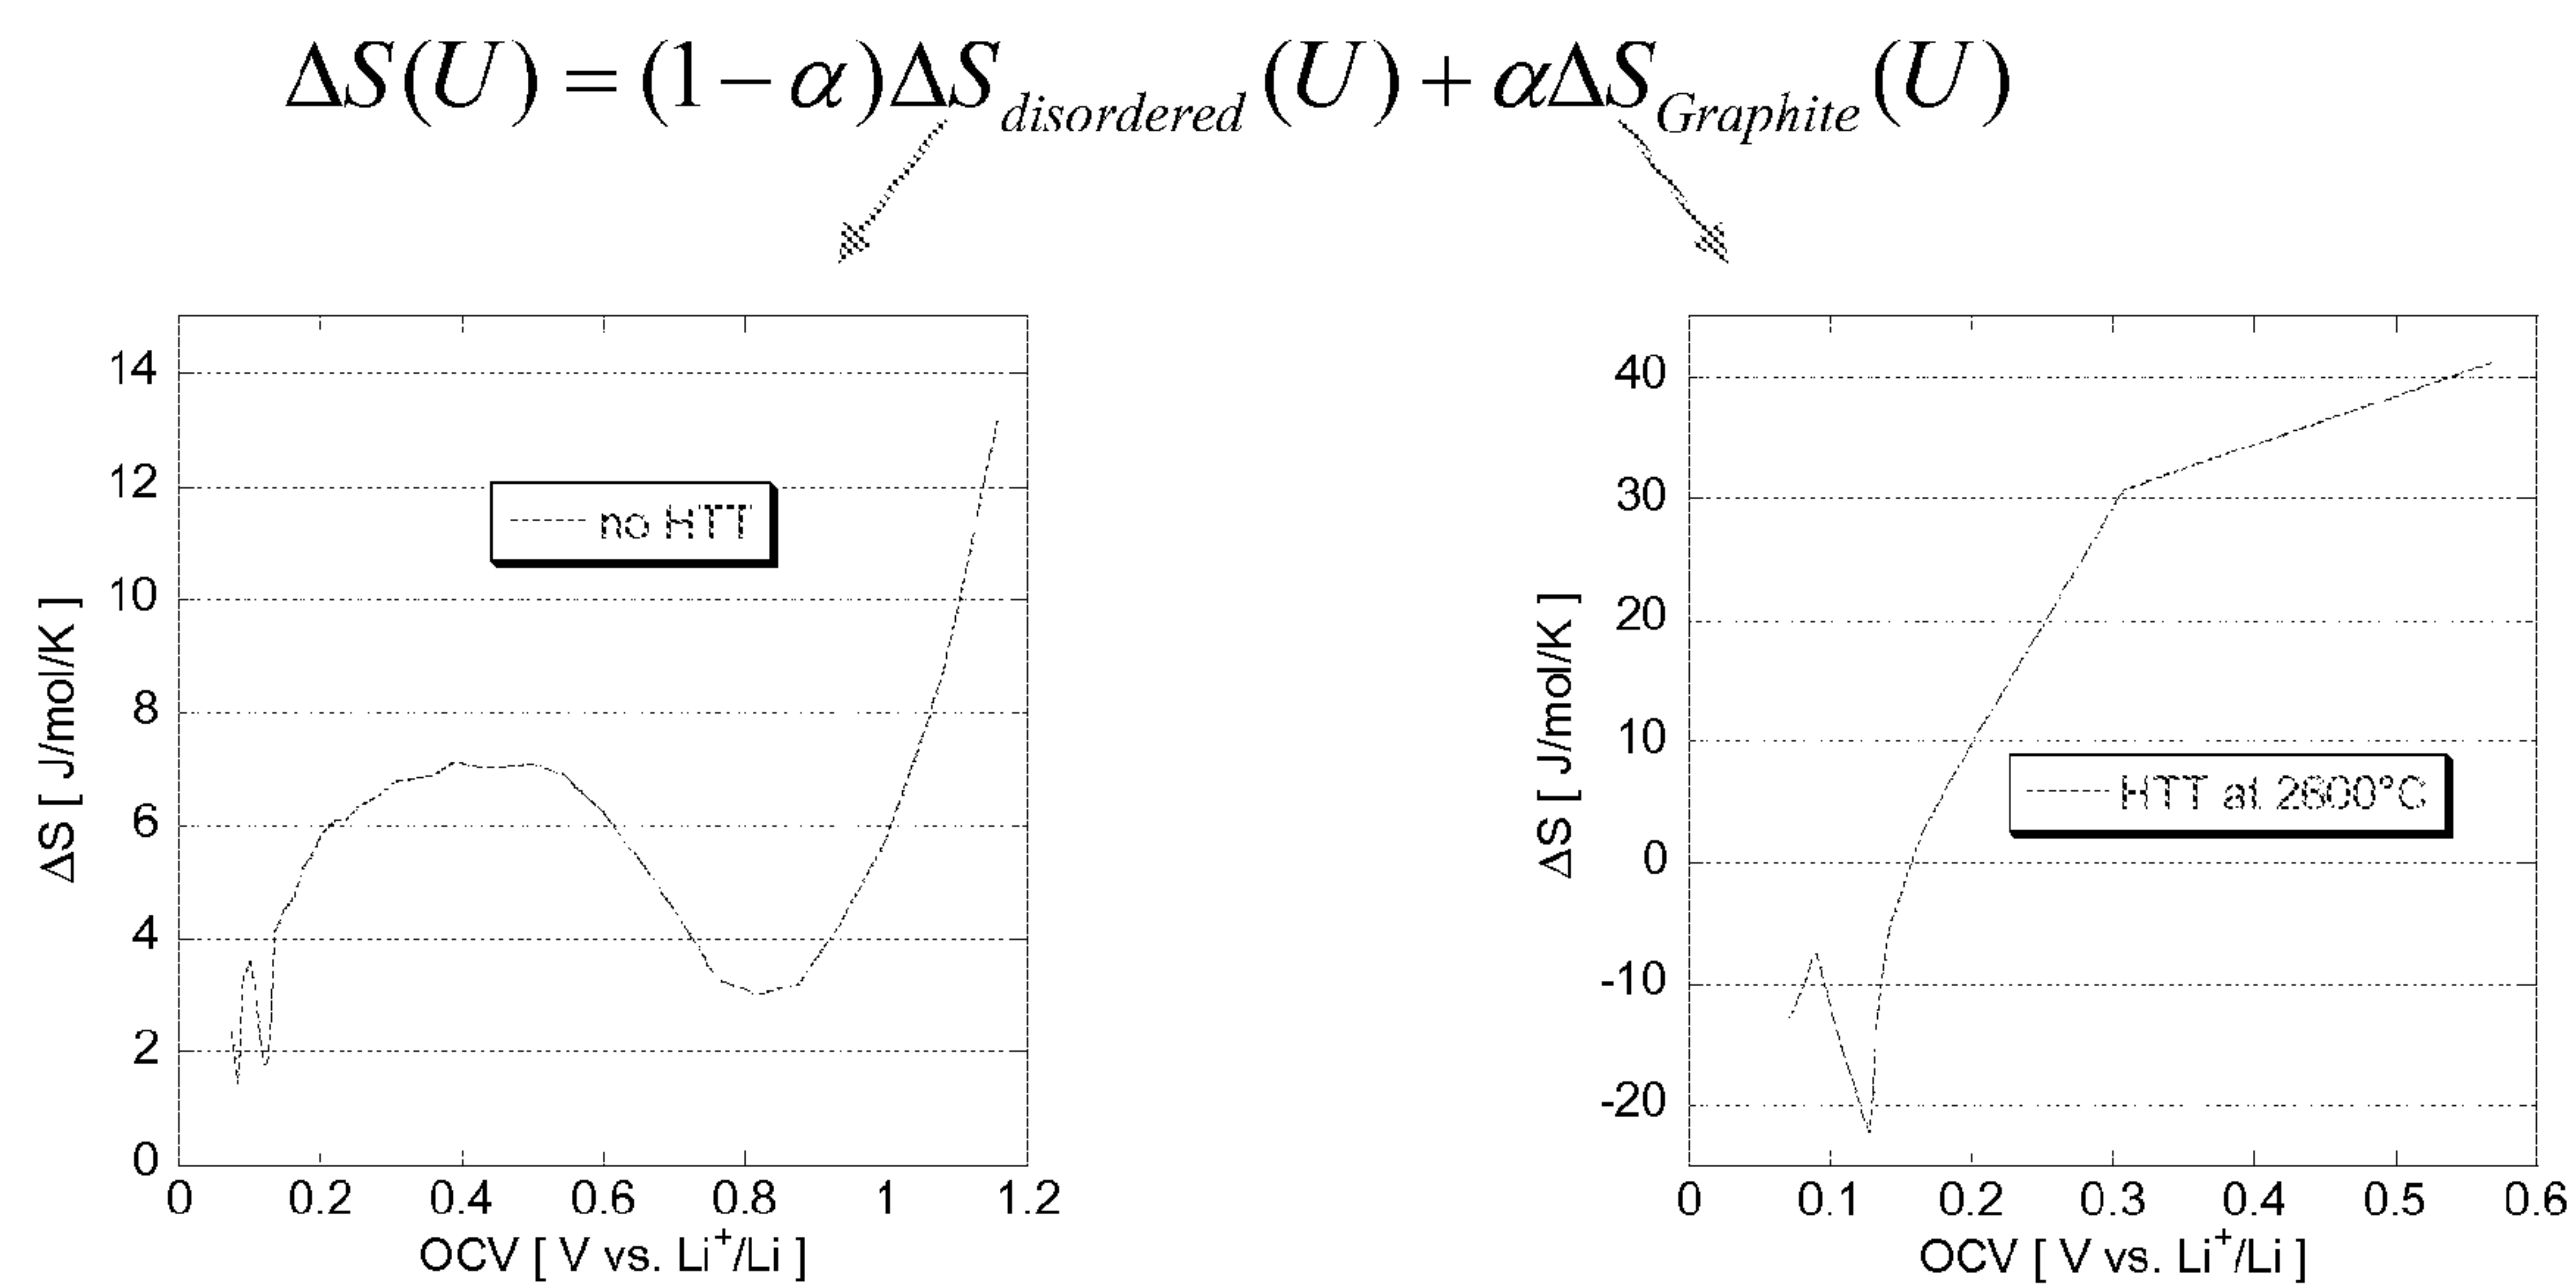 ΔS(U) = (1−α)ΔS_disordered(U) + αΔS_Graphite(U)
14
12
10
8
6
4
2
0
ΔS [ J/mol/K ]
no HTT
0 0.2 0.4 0.6 0.8 1 1.2
OCV [ V vs. Li⁺/Li ]
40
30
20
10
0
-10
-20
ΔS [ J/mol/K ]
HTT at 2600°C
0 0.1 0.2 0.3 0.4 0.5 0.6
OCV [ V vs. Li⁺/Li ]